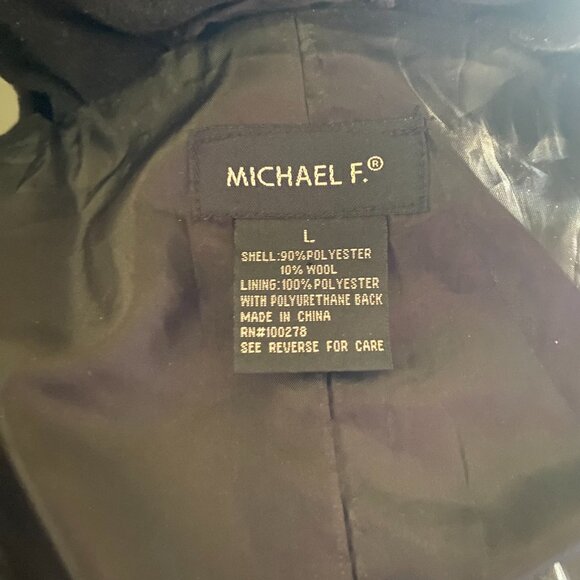 MICHAEL F.®
L
SHELL:90%POLYESTER
10% WOOL
LINING:100% POLYESTER
WITH POLYURETHANE BACK
MADE IN CHINA
RN#100278
SEE REVERSE FOR CARE